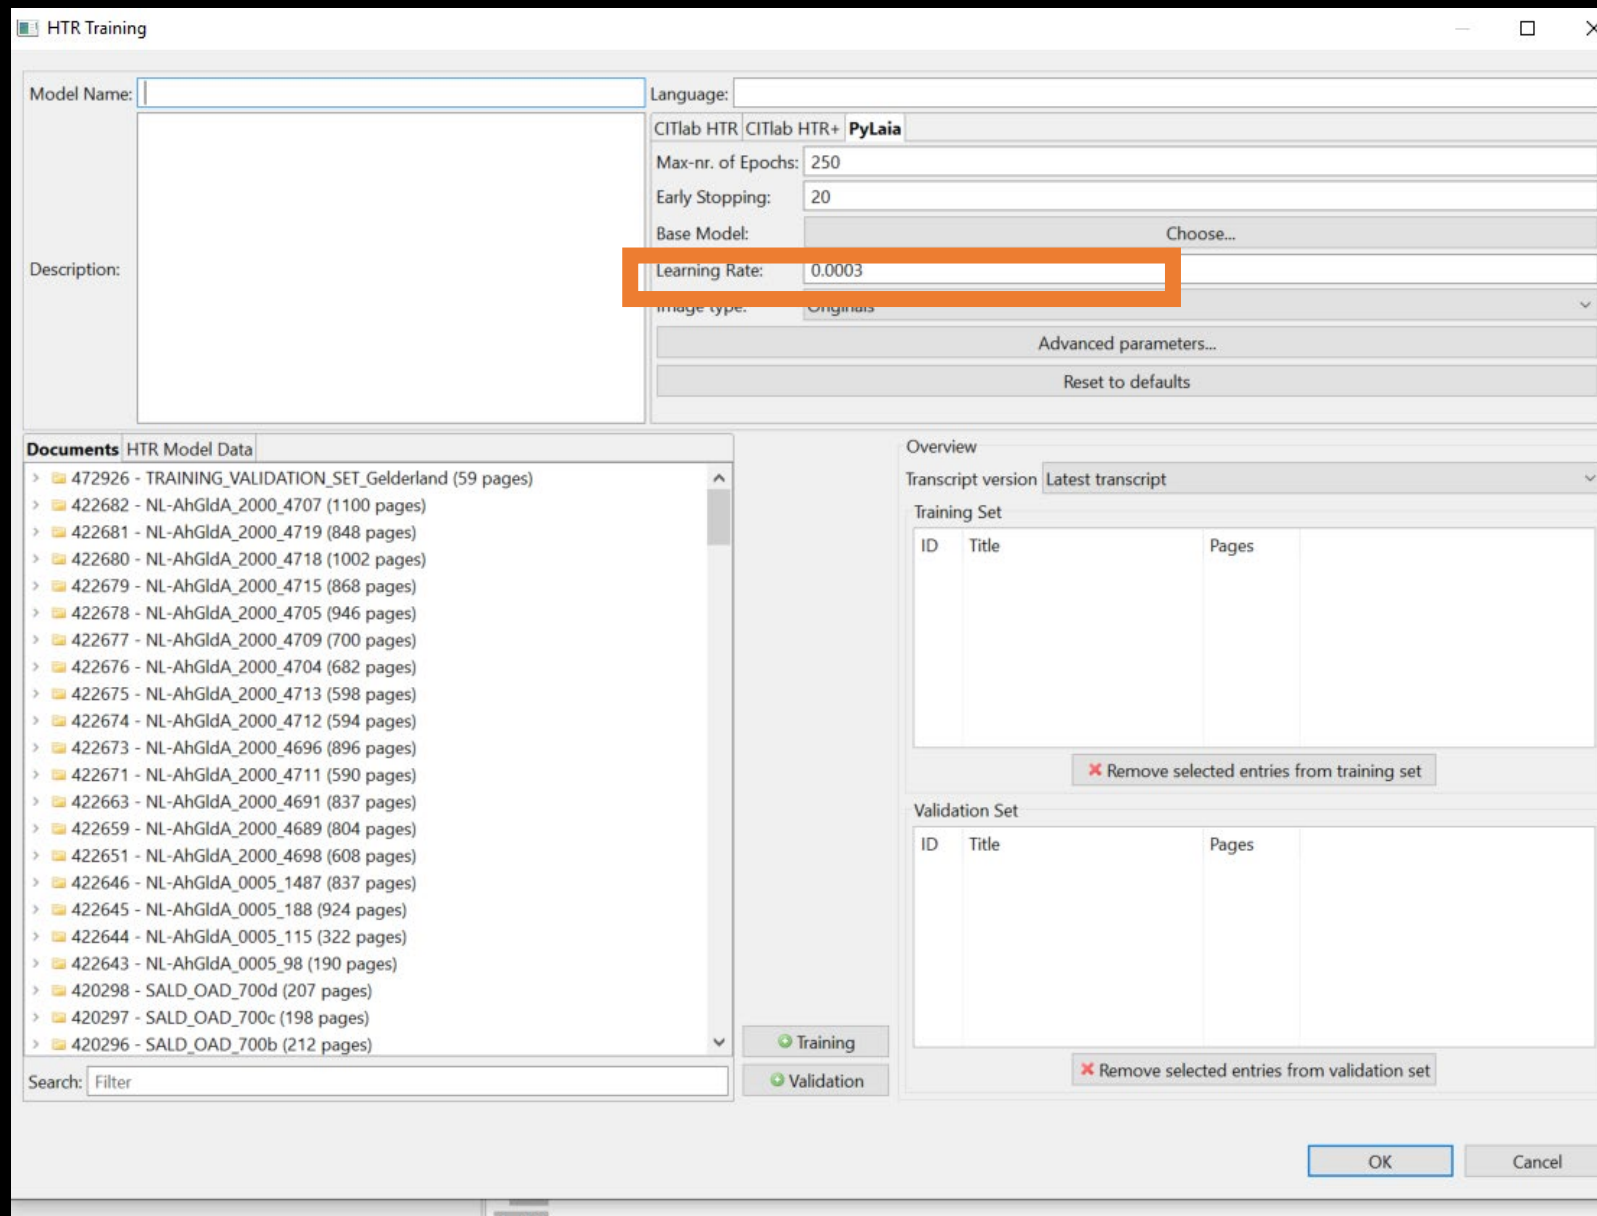 HTR Training
Model Name:
Language:
CITlab HTR CITlab HTR+ PyLaia
Max-nr. of Epochs: 250
Early Stopping: 20
Base Model: Choose...
Description:
Learning Rate: 0.0003
Image type: Originals
Advanced parameters...
Reset to defaults
Documents HTR Model Data
472926 - TRAINING_VALIDATION_SET_Gelderland (59 pages)
422682 - NL-AhGldA_2000_4707 (1100 pages)
422681 - NL-AhGldA_2000_4719 (848 pages)
422680 - NL-AhGldA_2000_4718 (1002 pages)
422679 - NL-AhGldA_2000_4715 (868 pages)
422678 - NL-AhGldA_2000_4705 (946 pages)
422677 - NL-AhGldA_2000_4709 (700 pages)
422676 - NL-AhGldA_2000_4704 (682 pages)
422675 - NL-AhGldA_2000_4713 (598 pages)
422674 - NL-AhGldA_2000_4712 (594 pages)
422673 - NL-AhGldA_2000_4696 (896 pages)
422671 - NL-AhGldA_2000_4711 (590 pages)
422663 - NL-AhGldA_2000_4691 (837 pages)
422659 - NL-AhGldA_2000_4689 (804 pages)
422651 - NL-AhGldA_2000_4698 (608 pages)
422646 - NL-AhGldA_0005_1487 (837 pages)
422645 - NL-AhGldA_0005_188 (924 pages)
422644 - NL-AhGldA_0005_115 (322 pages)
422643 - NL-AhGldA_0005_98 (190 pages)
420298 - SALD_OAD_700d (207 pages)
420297 - SALD_OAD_700c (198 pages)
420296 - SALD_OAD_700b (212 pages)
Search: Filter
Training
Validation
Overview
Transcript version Latest transcript
Training Set
ID Title Pages
Remove selected entries from training set
Validation Set
ID Title Pages
Remove selected entries from validation set
OK Cancel